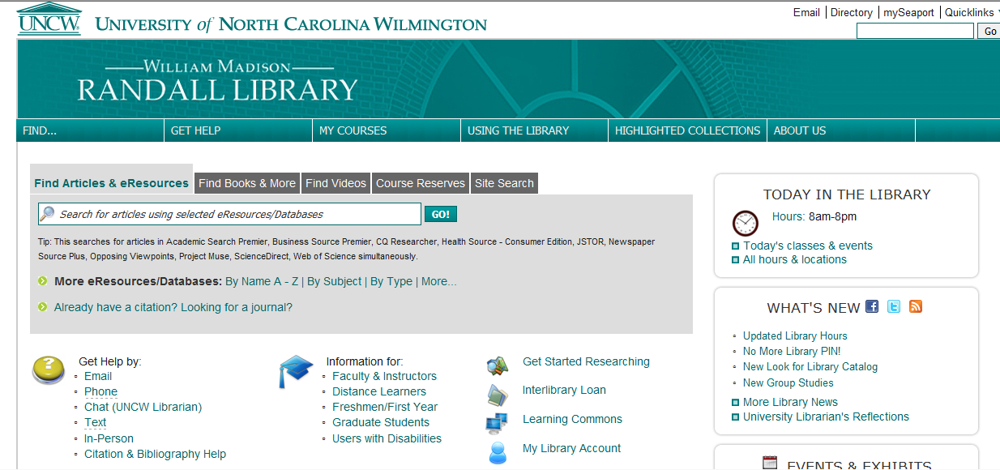 Email | Directory | mySeaport | Quicklinks
UNCW UNIVERSITY of NORTH CAROLINA WILMINGTON
Go
WILLIAM MADISON
RANDALL LIBRARY
FIND... GET HELP MY COURSES USING THE LIBRARY HIGHLIGHTED COLLECTIONS ABOUT US
Find Articles & eResources Find Books & More Find Videos Course Reserves Site Search
Search for articles using selected eResources/Databases GO!
Tip: This searches for articles in Academic Search Premier, Business Source Premier, CQ Researcher, Health Source - Consumer Edition, JSTOR, Newspaper
Source Plus, Opposing Viewpoints, Project Muse, ScienceDirect, Web of Science simultaneously.
More eResources/Databases: By Name A - Z | By Subject | By Type | More...
Already have a citation? Looking for a journal?
Get Help by:
Email
Phone
Chat (UNCW Librarian)
Text
In-Person
Citation & Bibliography Help
Information for:
Faculty & Instructors
Distance Learners
Freshmen/First Year
Graduate Students
Users with Disabilities
Get Started Researching
Interlibrary Loan
Learning Commons
My Library Account
TODAY IN THE LIBRARY
Hours: 8am-8pm
Today's classes & events
All hours & locations
WHAT'S NEW
Updated Library Hours
No More Library PIN!
New Look for Library Catalog
New Group Studies
More Library News
University Librarian's Reflections
EVENTS & EXHIBITS